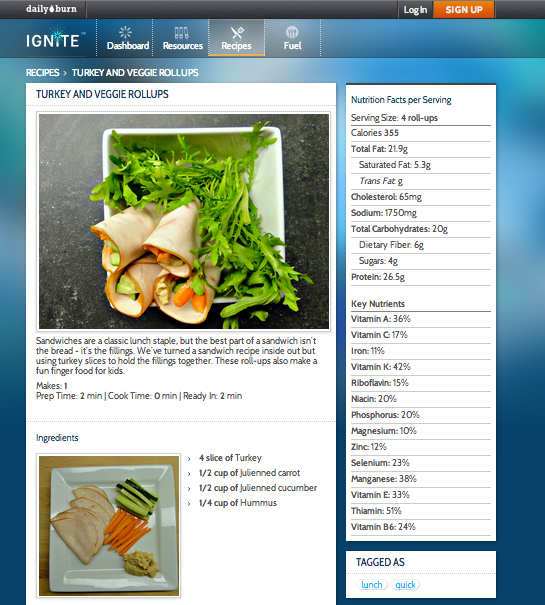 daily burn
Log In
SIGN UP
IGNITE™
Dashboard
Resources
Recipes
Fuel
RECIPES > TURKEY AND VEGGIE ROLLUPS
TURKEY AND VEGGIE ROLLUPS
Sandwiches are a classic lunch staple, but the best part of a sandwich isn't
the bread - it's the fillings. We've turned a sandwich recipe inside out but
using turkey slices to hold the fillings together. These roll-ups also make a
fun finger food for kids.
Makes: 1
Prep Time: 2 min | Cook Time: 0 min | Ready In: 2 min
Ingredients
› 4 slice of Turkey
› 1/2 cup of Julienned carrot
› 1/2 cup of Julienned cucumber
› 1/4 cup of Hummus
Nutrition Facts per Serving
Serving Size: 4 roll-ups
Calories 355
Total Fat: 21.9g
Saturated Fat: 5.3g
Trans Fat: g
Cholesterol: 65mg
Sodium: 1750mg
Total Carbohydrates: 20g
Dietary Fiber: 6g
Sugars: 4g
Protein: 26.5g
Key Nutrients
Vitamin A: 36%
Vitamin C: 17%
Iron: 11%
Vitamin K: 42%
Riboflavin: 15%
Niacin: 20%
Phosphorus: 20%
Magnesium: 10%
Zinc: 12%
Selenium: 23%
Manganese: 38%
Vitamin E: 33%
Thiamin: 51%
Vitamin B6: 24%
TAGGED AS
lunch
quick